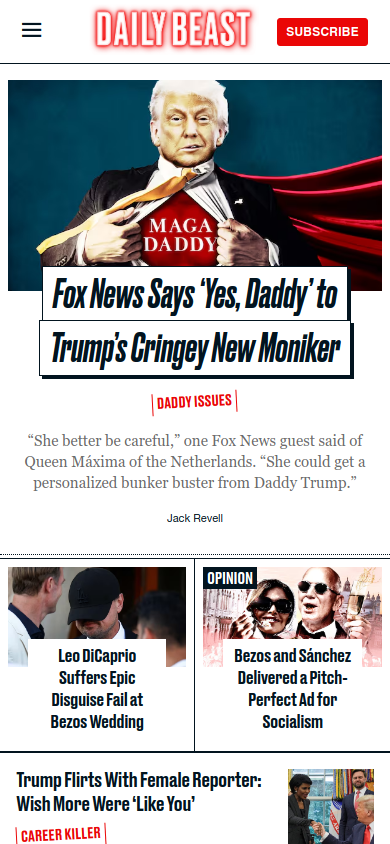 DAILY BEAST
SUBSCRIBE
MAGA
DADDY
Fox News Says ‘Yes, Daddy’ to
Trump’s Cringey New Moniker
DADDY ISSUES
“She better be careful,” one Fox News guest said of
Queen Máxima of the Netherlands. “She could get a
personalized bunker buster from Daddy Trump.”
Jack Revell
OPINION
Leo DiCaprio
Suffers Epic
Disguise Fail at
Bezos Wedding
Bezos and Sánchez
Delivered a Pitch-
Perfect Ad for
Socialism
Trump Flirts With Female Reporter:
Wish More Were ‘Like You’
CAREER KILLER